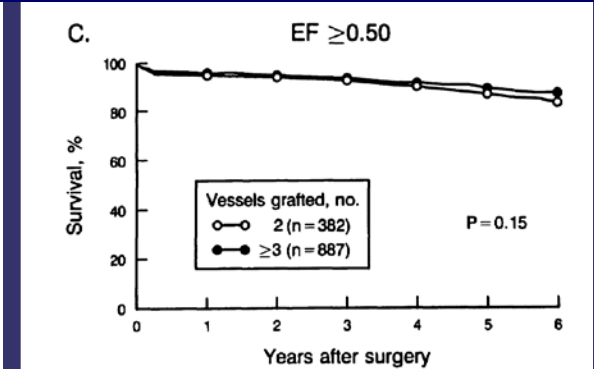 C.
EF ≥0.50
100
80
60
40
20
0
Survival, %
Vessels grafted, no.
2 (n=382)
≥3 (n=887)
P=0.15
0 1 2 3 4 5 6
Years after surgery